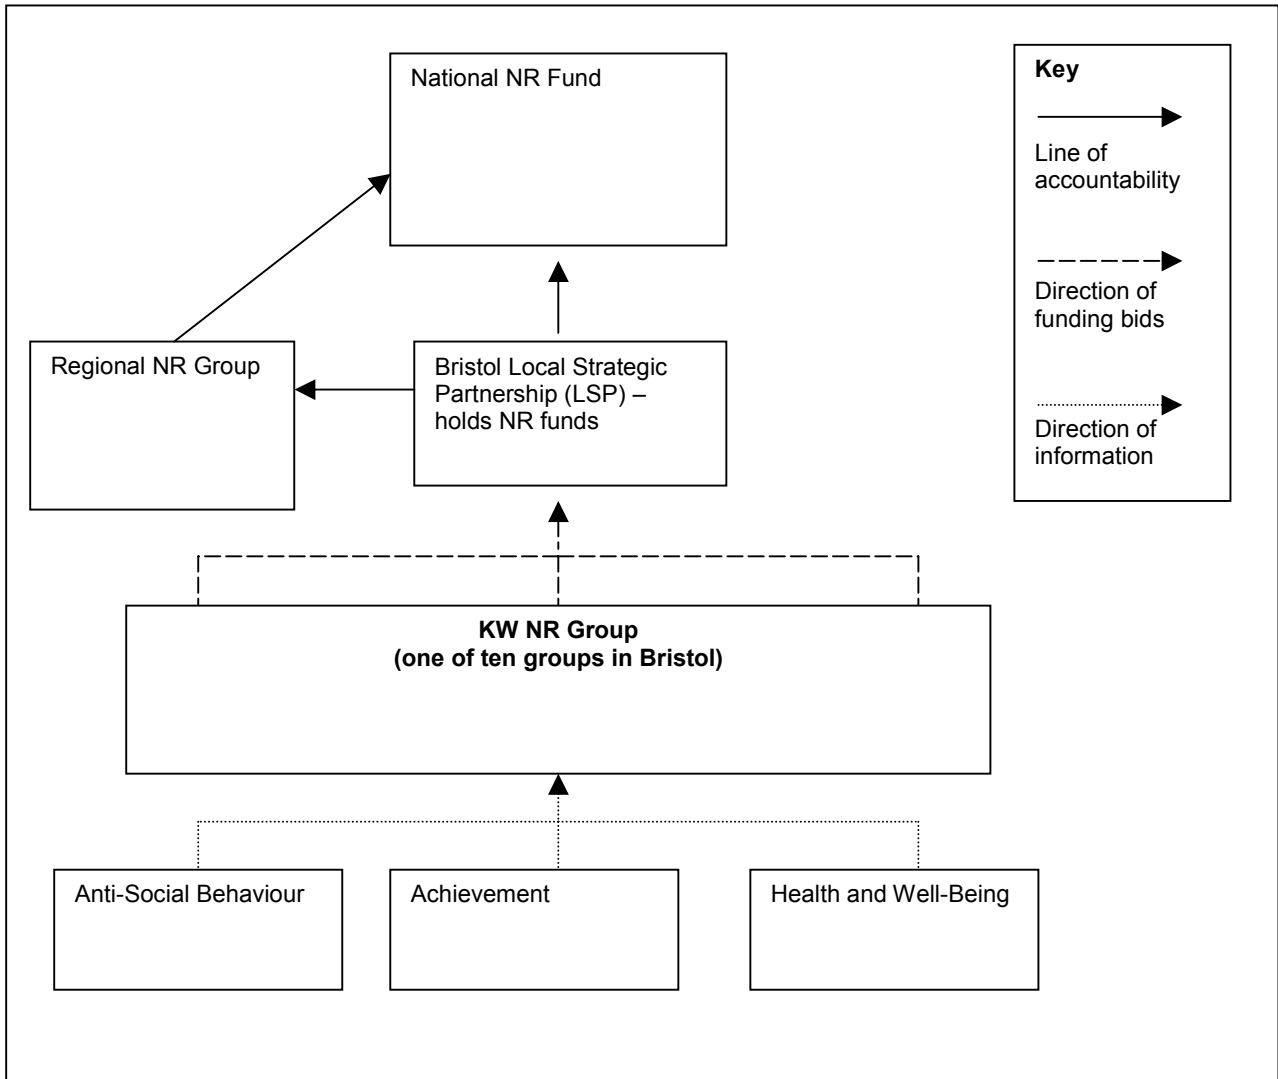 National NR Fund
Key
Line of
accountability
Direction of
funding bids
Direction of
information
Regional NR Group
Bristol Local Strategic
Partnership (LSP) –
holds NR funds
KW NR Group
(one of ten groups in Bristol)
Anti-Social Behaviour
Achievement
Health and Well-Being